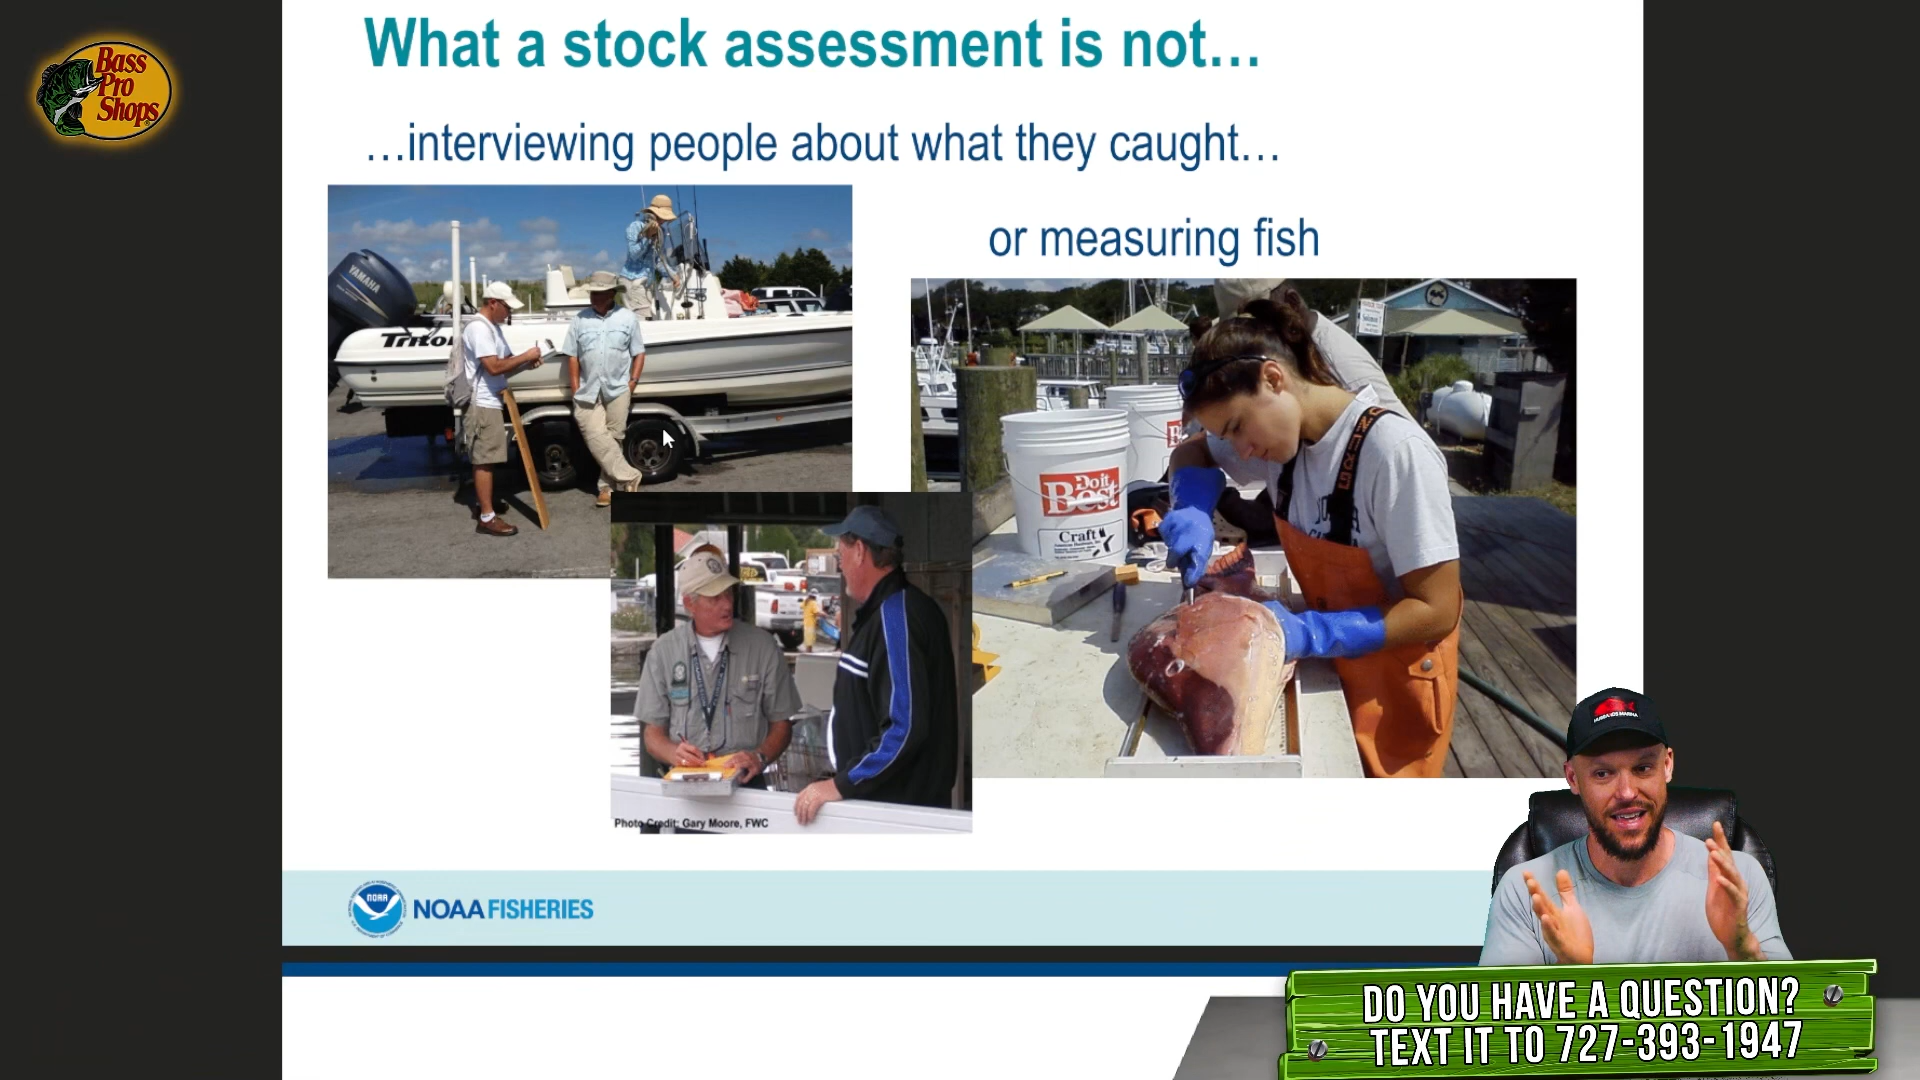 Bass
Pro
Shops
What a stock assessment is not...
...interviewing people about what they caught...
or measuring fish
YAMAHA
Triton
Do it
Best
Craft
Photo Credit: Gary Moore, FWC
NOAA
NOAA FISHERIES
DO YOU HAVE A QUESTION?
TEXT IT TO 727-393-1947